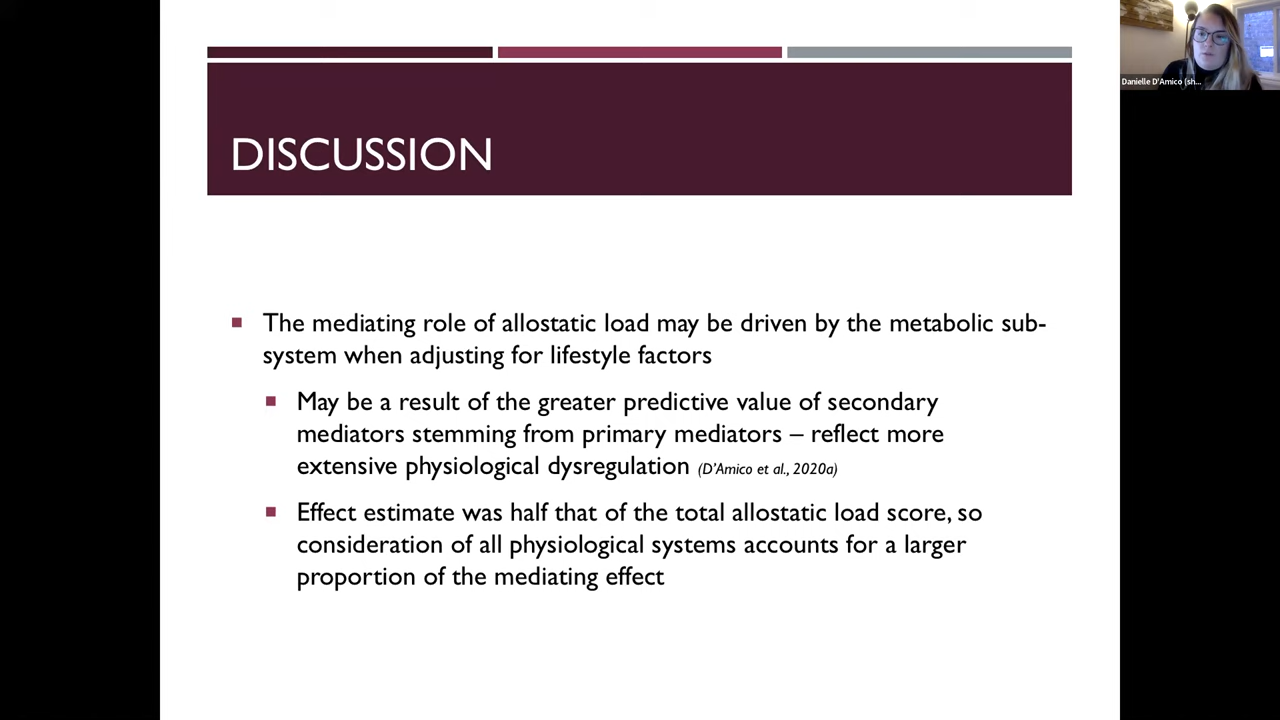 DISCUSSION
The mediating role of allostatic load may be driven by the metabolic sub-
system when adjusting for lifestyle factors
May be a result of the greater predictive value of secondary
mediators stemming from primary mediators – reflect more
extensive physiological dysregulation (D'Amico et al., 2020a)
Effect estimate was half that of the total allostatic load score, so
consideration of all physiological systems accounts for a larger
proportion of the mediating effect
Danielle D'Amico (sh...